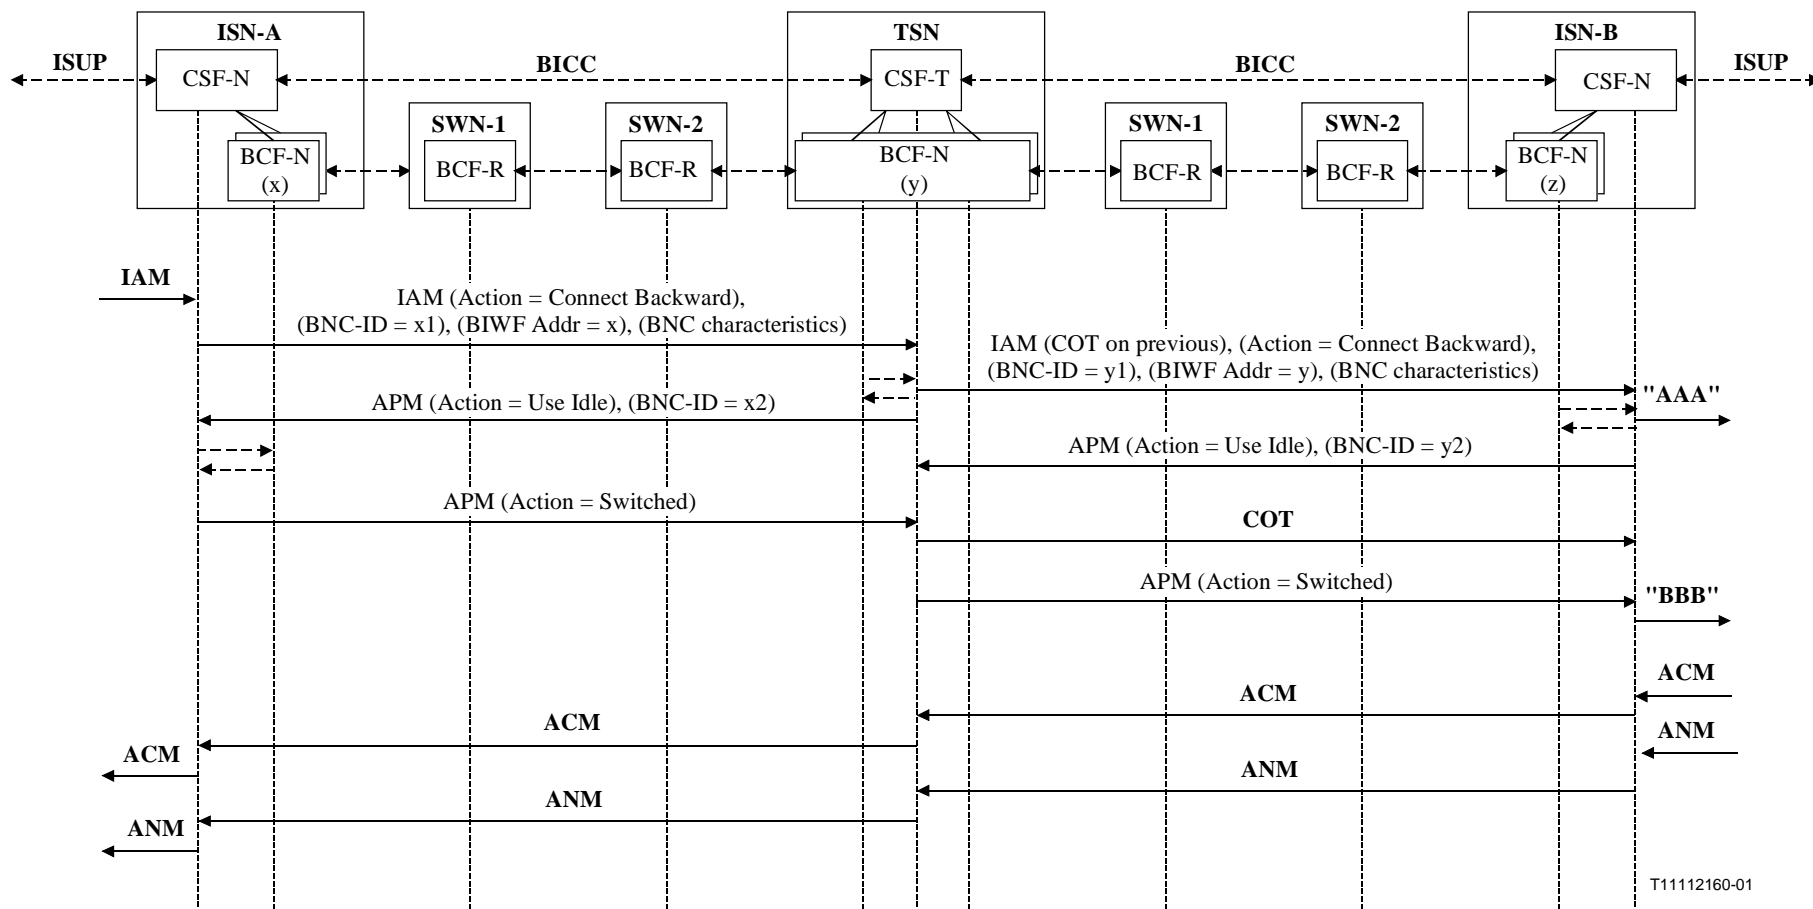 ISN-A
TSN
ISN-B
ISUP
CSF-N
BICC
CSF-T
BICC
CSF-N
ISUP
SWN-1
SWN-2
SWN-1
SWN-2
BCF-N
(x)
BCF-R
BCF-R
BCF-N
(y)
BCF-R
BCF-R
BCF-N
(z)
IAM
IAM (Action = Connect Backward),
(BNC-ID = x1), (BIWF Addr = x), (BNC characteristics)
IAM (COT on previous), (Action = Connect Backward),
(BNC-ID = y1), (BIWF Addr = y), (BNC characteristics)
APM (Action = Use Idle), (BNC-ID = x2)
"AAA"
APM (Action = Use Idle), (BNC-ID = y2)
APM (Action = Switched)
COT
APM (Action = Switched)
"BBB"
ACM
ACM
ACM
ANM
ACM
ANM
ANM
ANM
T11112160-01